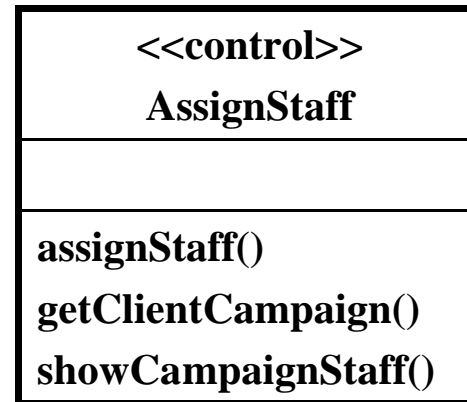 <<control>>
AssignStaff
assignStaff()
getClientCampaign()
showCampaignStaff()